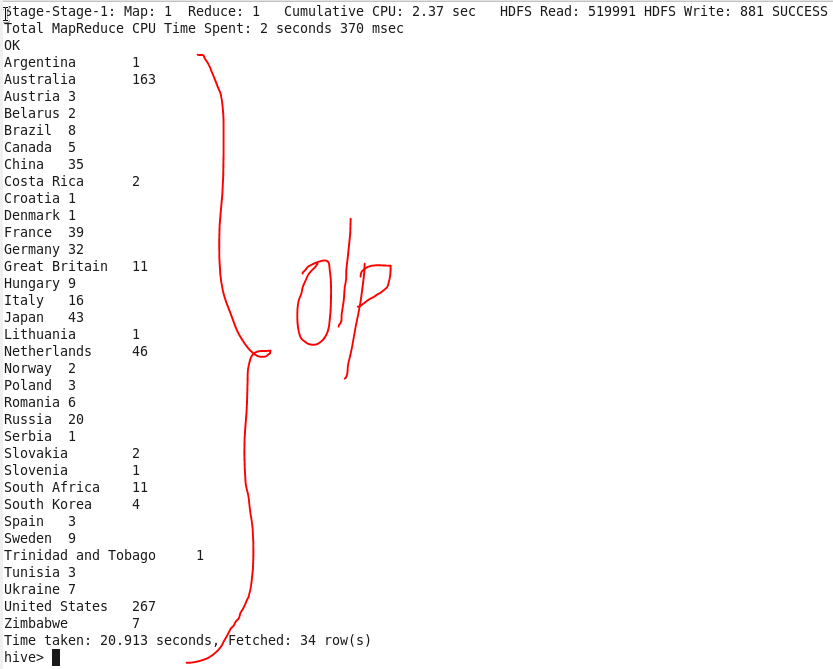 Stage-Stage-1: Map: 1  Reduce: 1   Cumulative CPU: 2.37 sec   HDFS Read: 519991 HDFS Write: 881 SUCCESS
Total MapReduce CPU Time Spent: 2 seconds 370 msec
OK
Argentina	1
Australia	163
Austria	3
Belarus	2
Brazil	8
Canada	5
China	35
Costa Rica	2
Croatia	1
Denmark	1
France	39
Germany	32
Great Britain	11
Hungary	9
Italy	16
Japan	43
Lithuania	1
Netherlands	46
Norway	2
Poland	3
Romania	6
Russia	20
Serbia	1
Slovakia	2
Slovenia	1
South Africa	11
South Korea	4
Spain	3
Sweden	9
Trinidad and Tobago	1
Tunisia	3
Ukraine	7
United States	267
Zimbabwe	7
Time taken: 20.913 seconds, Fetched: 34 row(s)
hive>
O/P